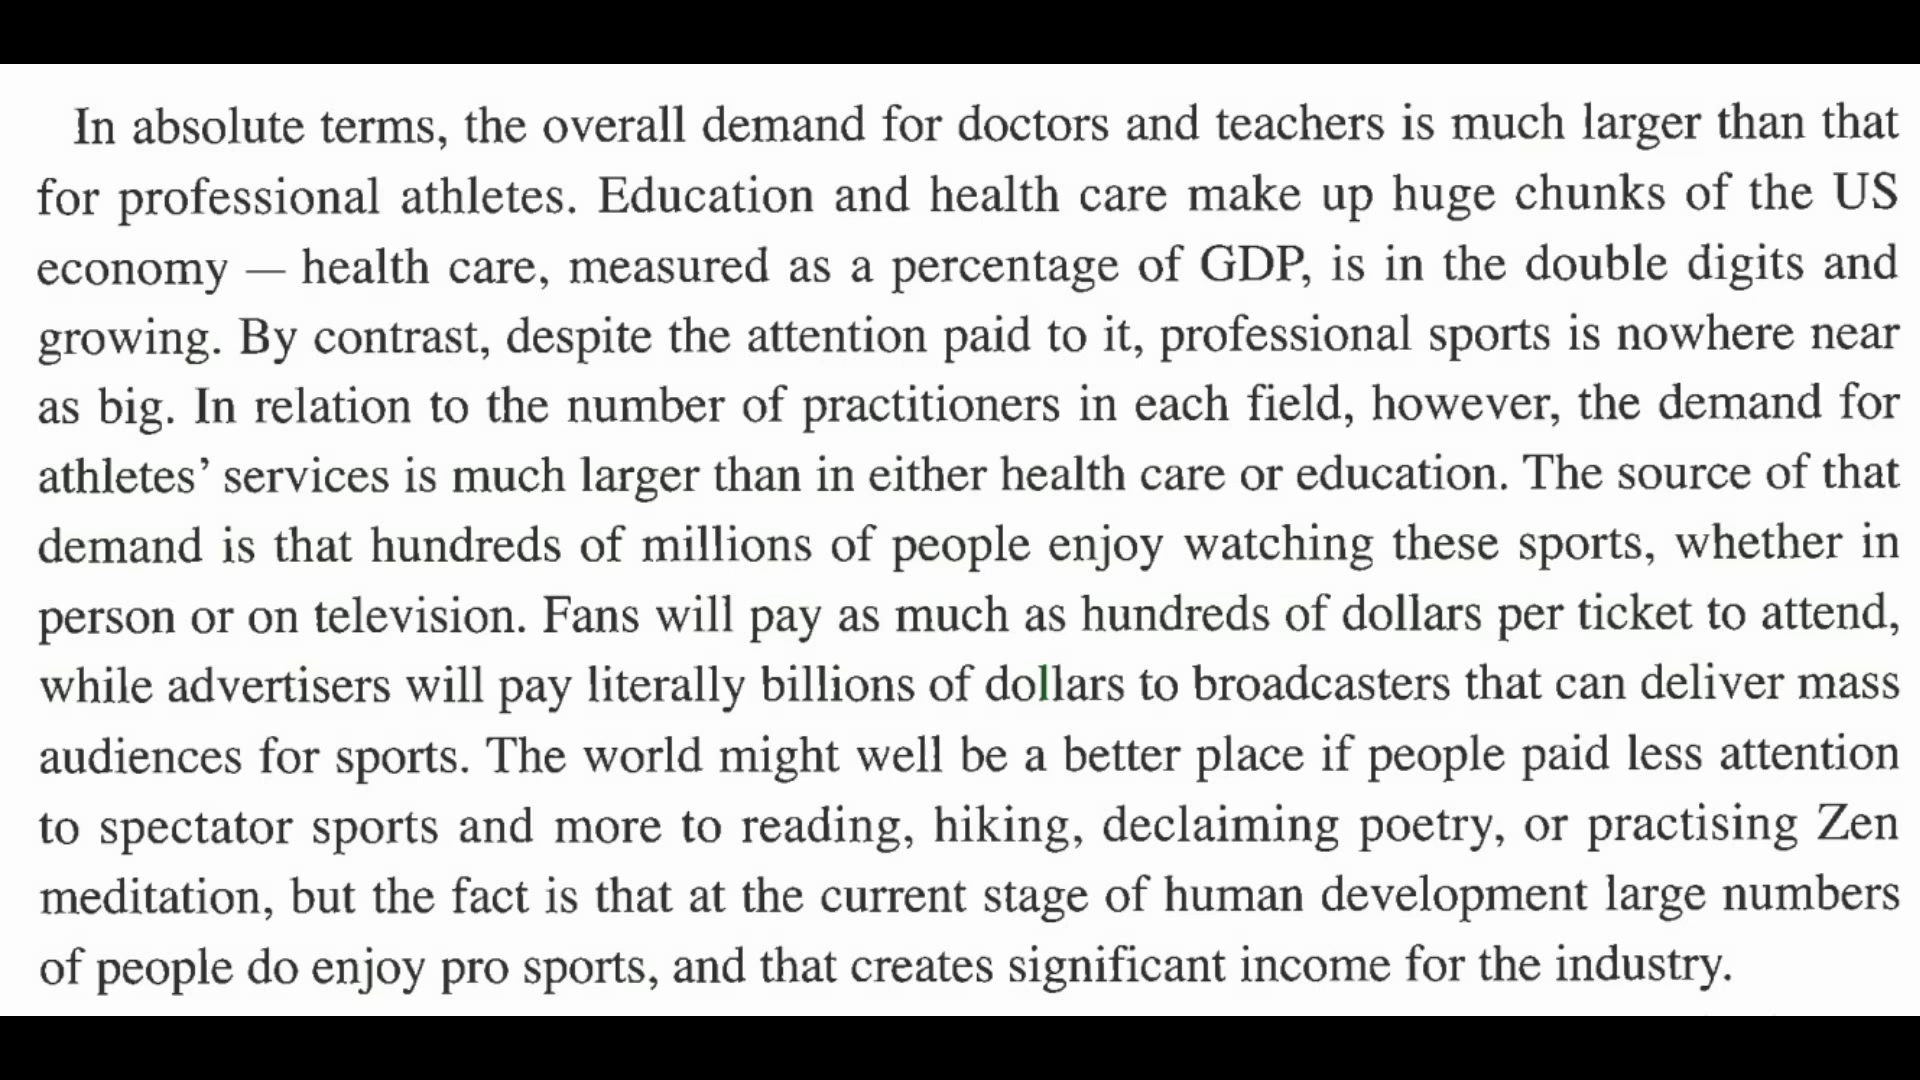 In absolute terms, the overall demand for doctors and teachers is much larger than that
for professional athletes. Education and health care make up huge chunks of the US
economy — health care, measured as a percentage of GDP, is in the double digits and
growing. By contrast, despite the attention paid to it, professional sports is nowhere near
as big. In relation to the number of practitioners in each field, however, the demand for
athletes’ services is much larger than in either health care or education. The source of that
demand is that hundreds of millions of people enjoy watching these sports, whether in
person or on television. Fans will pay as much as hundreds of dollars per ticket to attend,
while advertisers will pay literally billions of dollars to broadcasters that can deliver mass
audiences for sports. The world might well be a better place if people paid less attention
to spectator sports and more to reading, hiking, declaiming poetry, or practising Zen
meditation, but the fact is that at the current stage of human development large numbers
of people do enjoy pro sports, and that creates significant income for the industry.